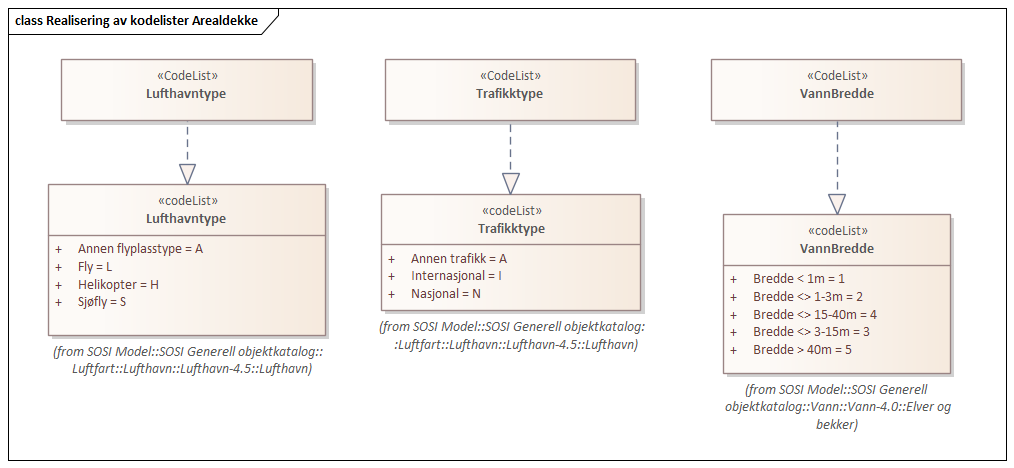 class Realisering av kodelister Arealdekke
«CodeList»
Lufthavntype
«codeList»
Lufthavntype
+ Annen flyplasstype = A
+ Fly = L
+ Helikopter = H
+ Sjøfly = S
(from SOSI Model::SOSI Generell objektkatalog::
Luftfart::Lufthavn::Lufthavn-4.5::Lufthavn)
«CodeList»
Trafikktype
«codeList»
Trafikktype
+ Annen trafikk = A
+ Internasjonal = I
+ Nasjonal = N
(from SOSI Model::SOSI Generell objektkatalog:
:Luftfart::Lufthavn::Lufthavn-4.5::Lufthavn)
«CodeList»
VannBredde
«codeList»
VannBredde
+ Bredde < 1m = 1
+ Bredde <> 1-3m = 2
+ Bredde <> 15-40m = 4
+ Bredde <> 3-15m = 3
+ Bredde > 40m = 5
(from SOSI Model::SOSI Generell
objektkatalog::Vann::Vann-4.0::Elver og
bekker)